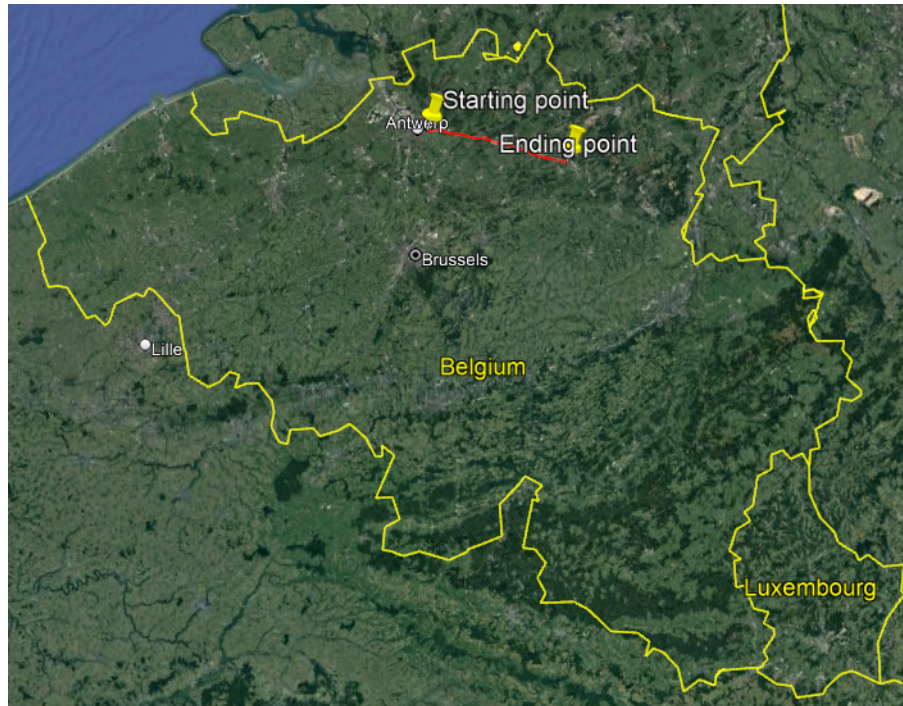 Starting point
Antwerp
Ending point
Brussels
Lille
Belgium
Luxembourg